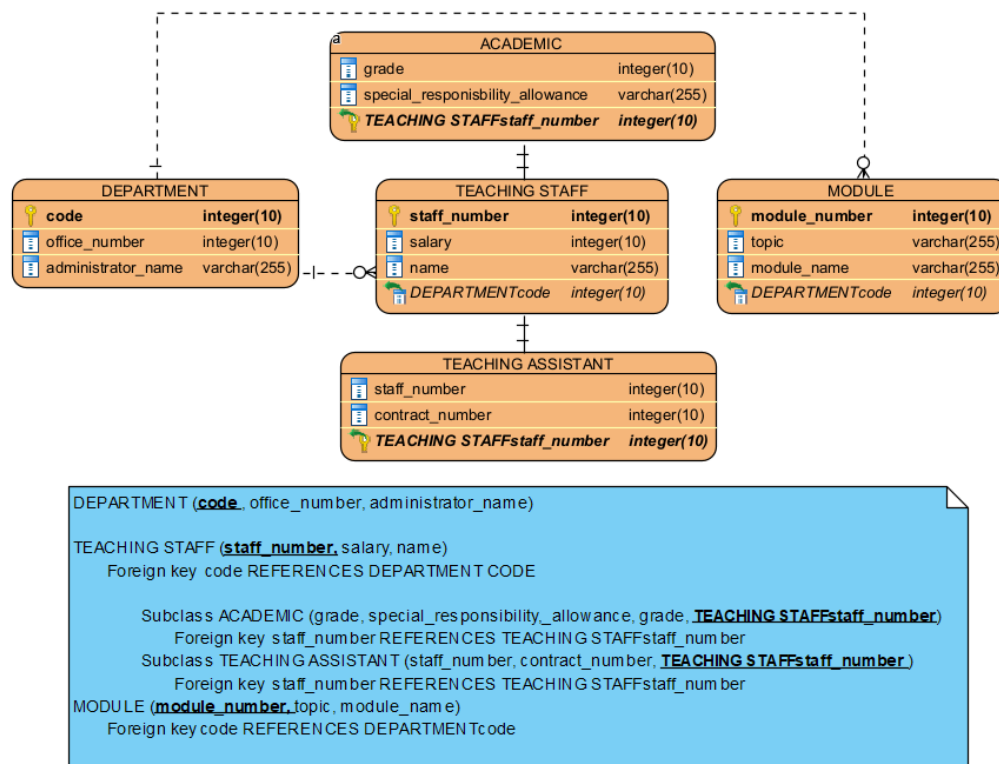 a
ACADEMIC
grade integer(10)
special_responisbility_allowance varchar(255)
TEACHING STAFFstaff_number integer(10)
DEPARTMENT
code integer(10)
office_number integer(10)
administrator_name varchar(255)
TEACHING STAFF
staff_number integer(10)
salary integer(10)
name varchar(255)
DEPARTMENTcode integer(10)
MODULE
module_number integer(10)
topic varchar(255)
module_name varchar(255)
DEPARTMENTcode integer(10)
TEACHING ASSISTANT
staff_number integer(10)
contract_number integer(10)
TEACHING STAFFstaff_number integer(10)
DEPARTMENT (code, office_number, administrator_name)
TEACHING STAFF (staff_number, salary, name)
Foreign key code REFERENCES DEPARTMENT CODE
Subclass ACADEMIC (grade, special_responsibility,_allowance, grade, TEACHING STAFFstaff_number)
Foreign key staff_number REFERENCES TEACHING STAFFstaff_number
Subclass TEACHING ASSISTANT (staff_number, contract_number, TEACHING STAFFstaff_number)
Foreign key staff_number REFERENCES TEACHING STAFFstaff_number
MODULE (module_number, topic, module_name)
Foreign key code REFERENCES DEPARTMENTcode